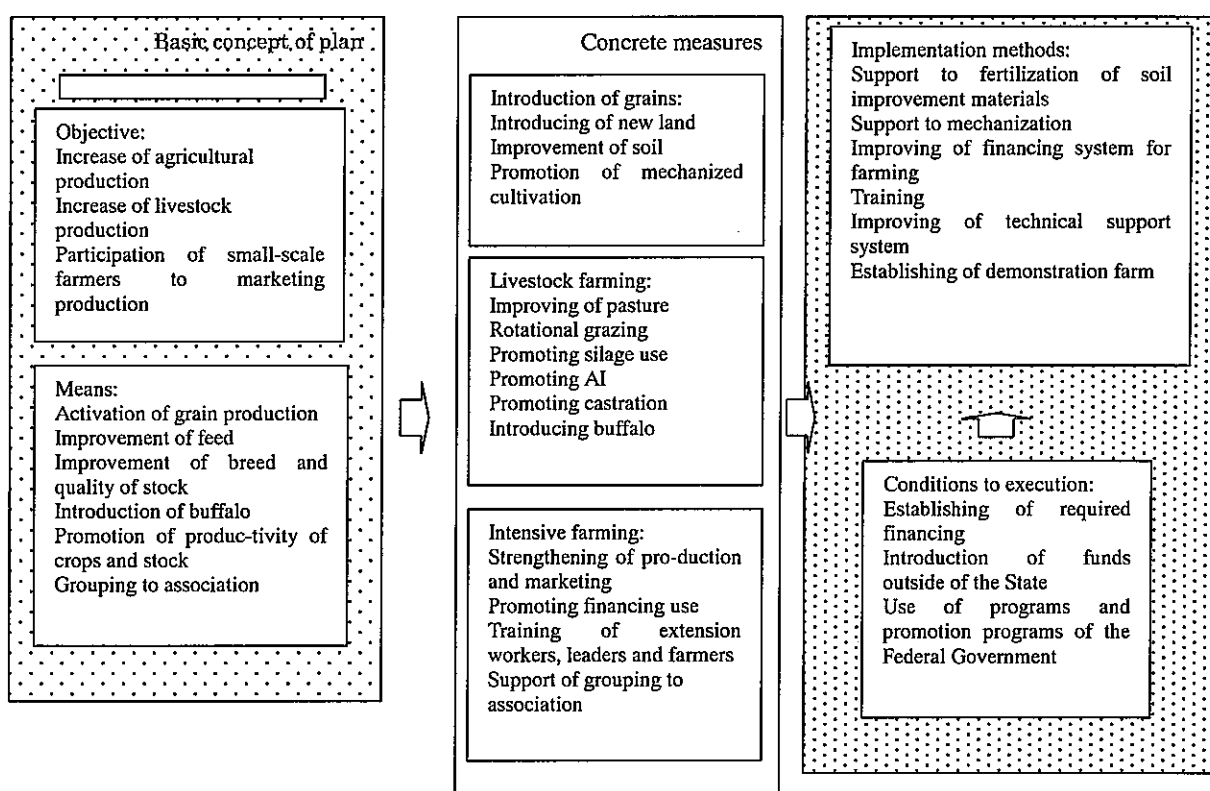 Basic concept of plan
Objective:
Increase of agricultural
production
Increase of livestock
production
Participation of small-scale
farmers to marketing
production
Means:
Activation of grain production
Improvement of feed
Improvement of breed and
quality of stock
Introduction of buffalo
Promotion of produc-tivity of
crops and stock
Grouping to association
Concrete measures
Introduction of grains:
Introducing of new land
Improvement of soil
Promotion of mechanized
cultivation
Livestock farming:
Improving of pasture
Rotational grazing
Promoting silage use
Promoting AI
Promoting castration
Introducing buffalo
Intensive farming:
Strengthening of pro-duction
and marketing
Promoting financing use
Training of extension
workers, leaders and farmers
Support of grouping to
association
Implementation methods:
Support to fertilization of soil
improvement materials
Support to mechanization
Improving of financing system for
farming
Training
Improving of technical support
system
Establishing of demonstration farm
Conditions to execution:
Establishing of required
financing
Introduction of funds
outside of the State
Use of programs and
promotion programs of the
Federal Government